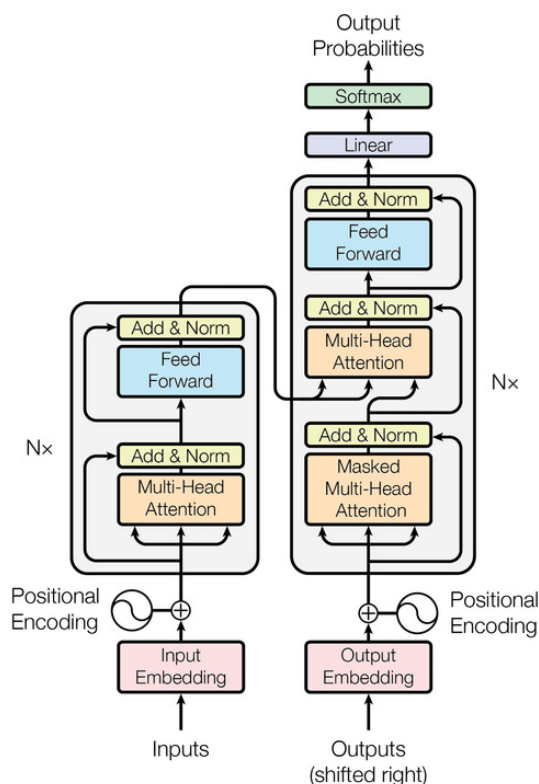 Output
Probabilities
Softmax
Linear
Add & Norm
Feed
Forward
Add & Norm
Multi-Head
Attention
N×
Add & Norm
Masked
Multi-Head
Attention
Add & Norm
Feed
Forward
N×
Add & Norm
Multi-Head
Attention
Positional
Encoding
Positional
Encoding
Input
Embedding
Output
Embedding
Inputs
Outputs
(shifted right)